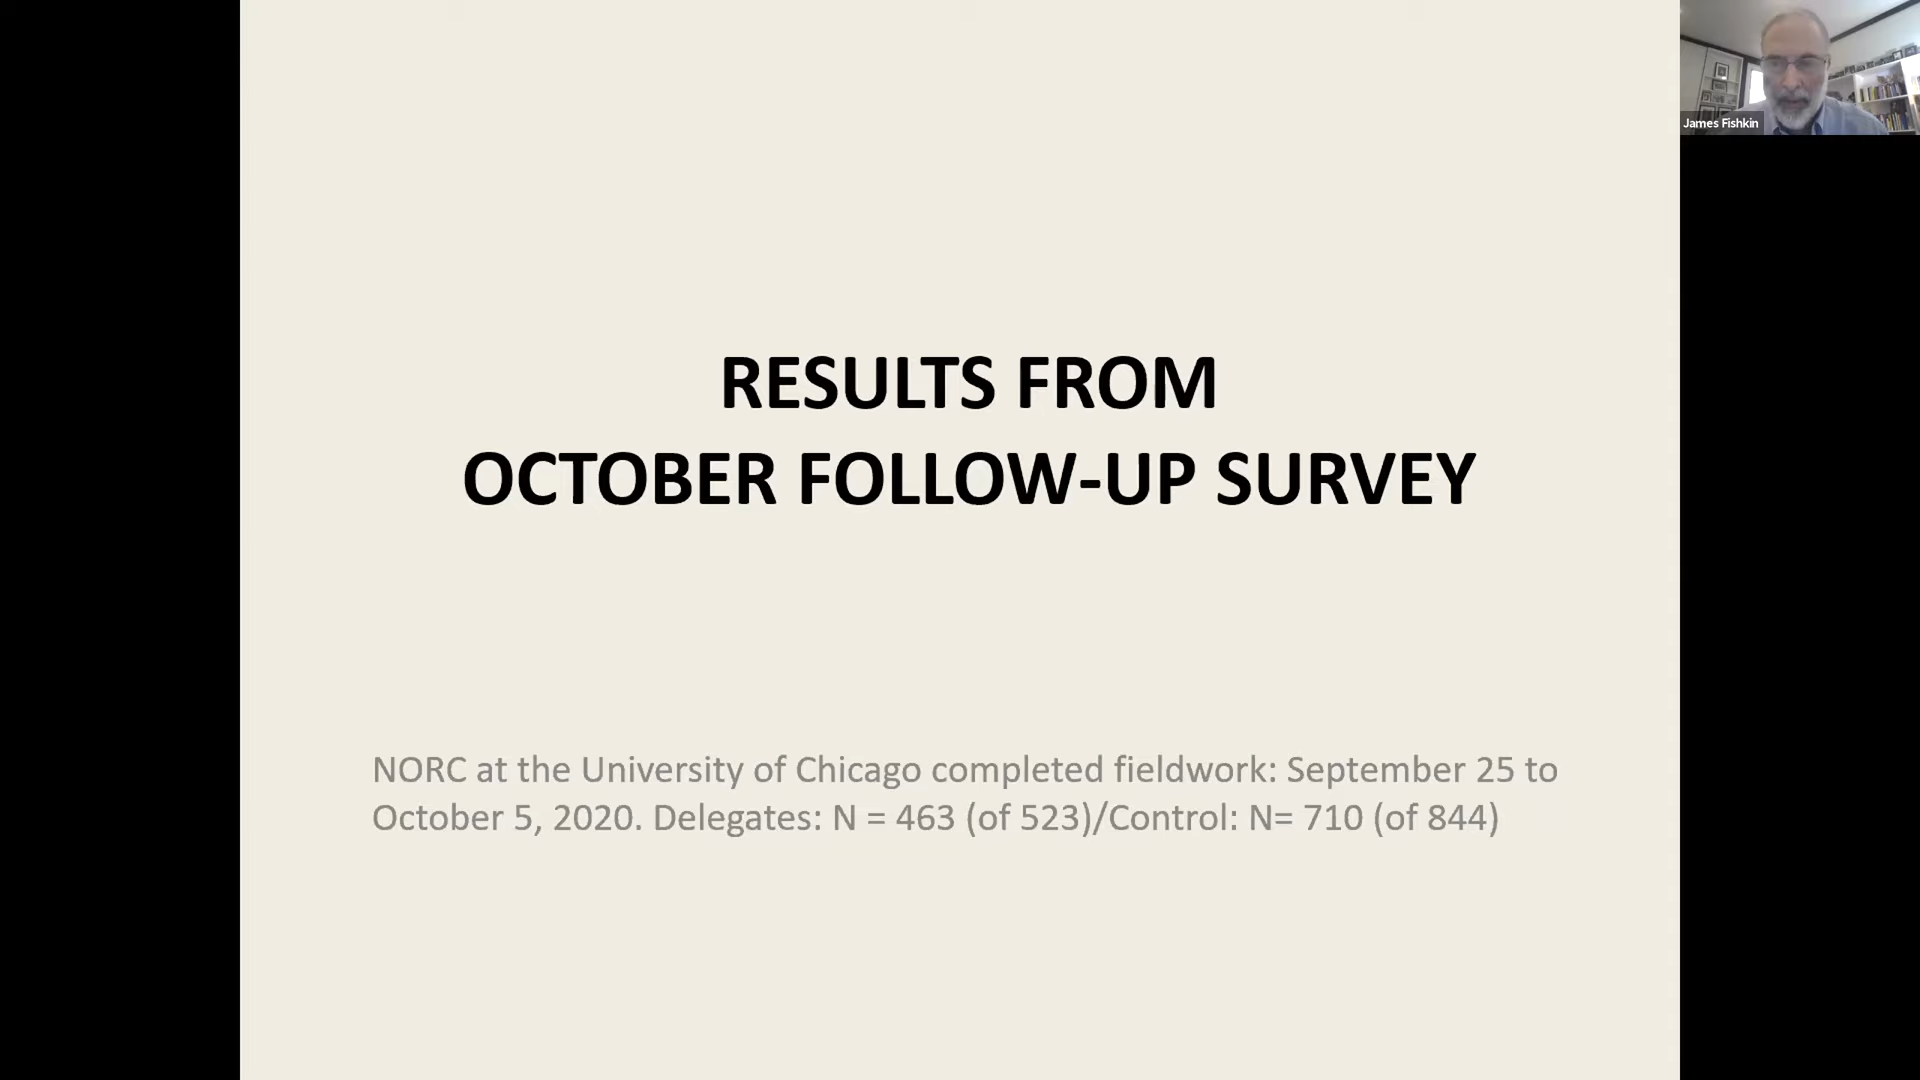 James Fishkin
RESULTS FROM
OCTOBER FOLLOW-UP SURVEY
NORC at the University of Chicago completed fieldwork: September 25 to
October 5, 2020. Delegates: N = 463 (of 523)/Control: N= 710 (of 844)